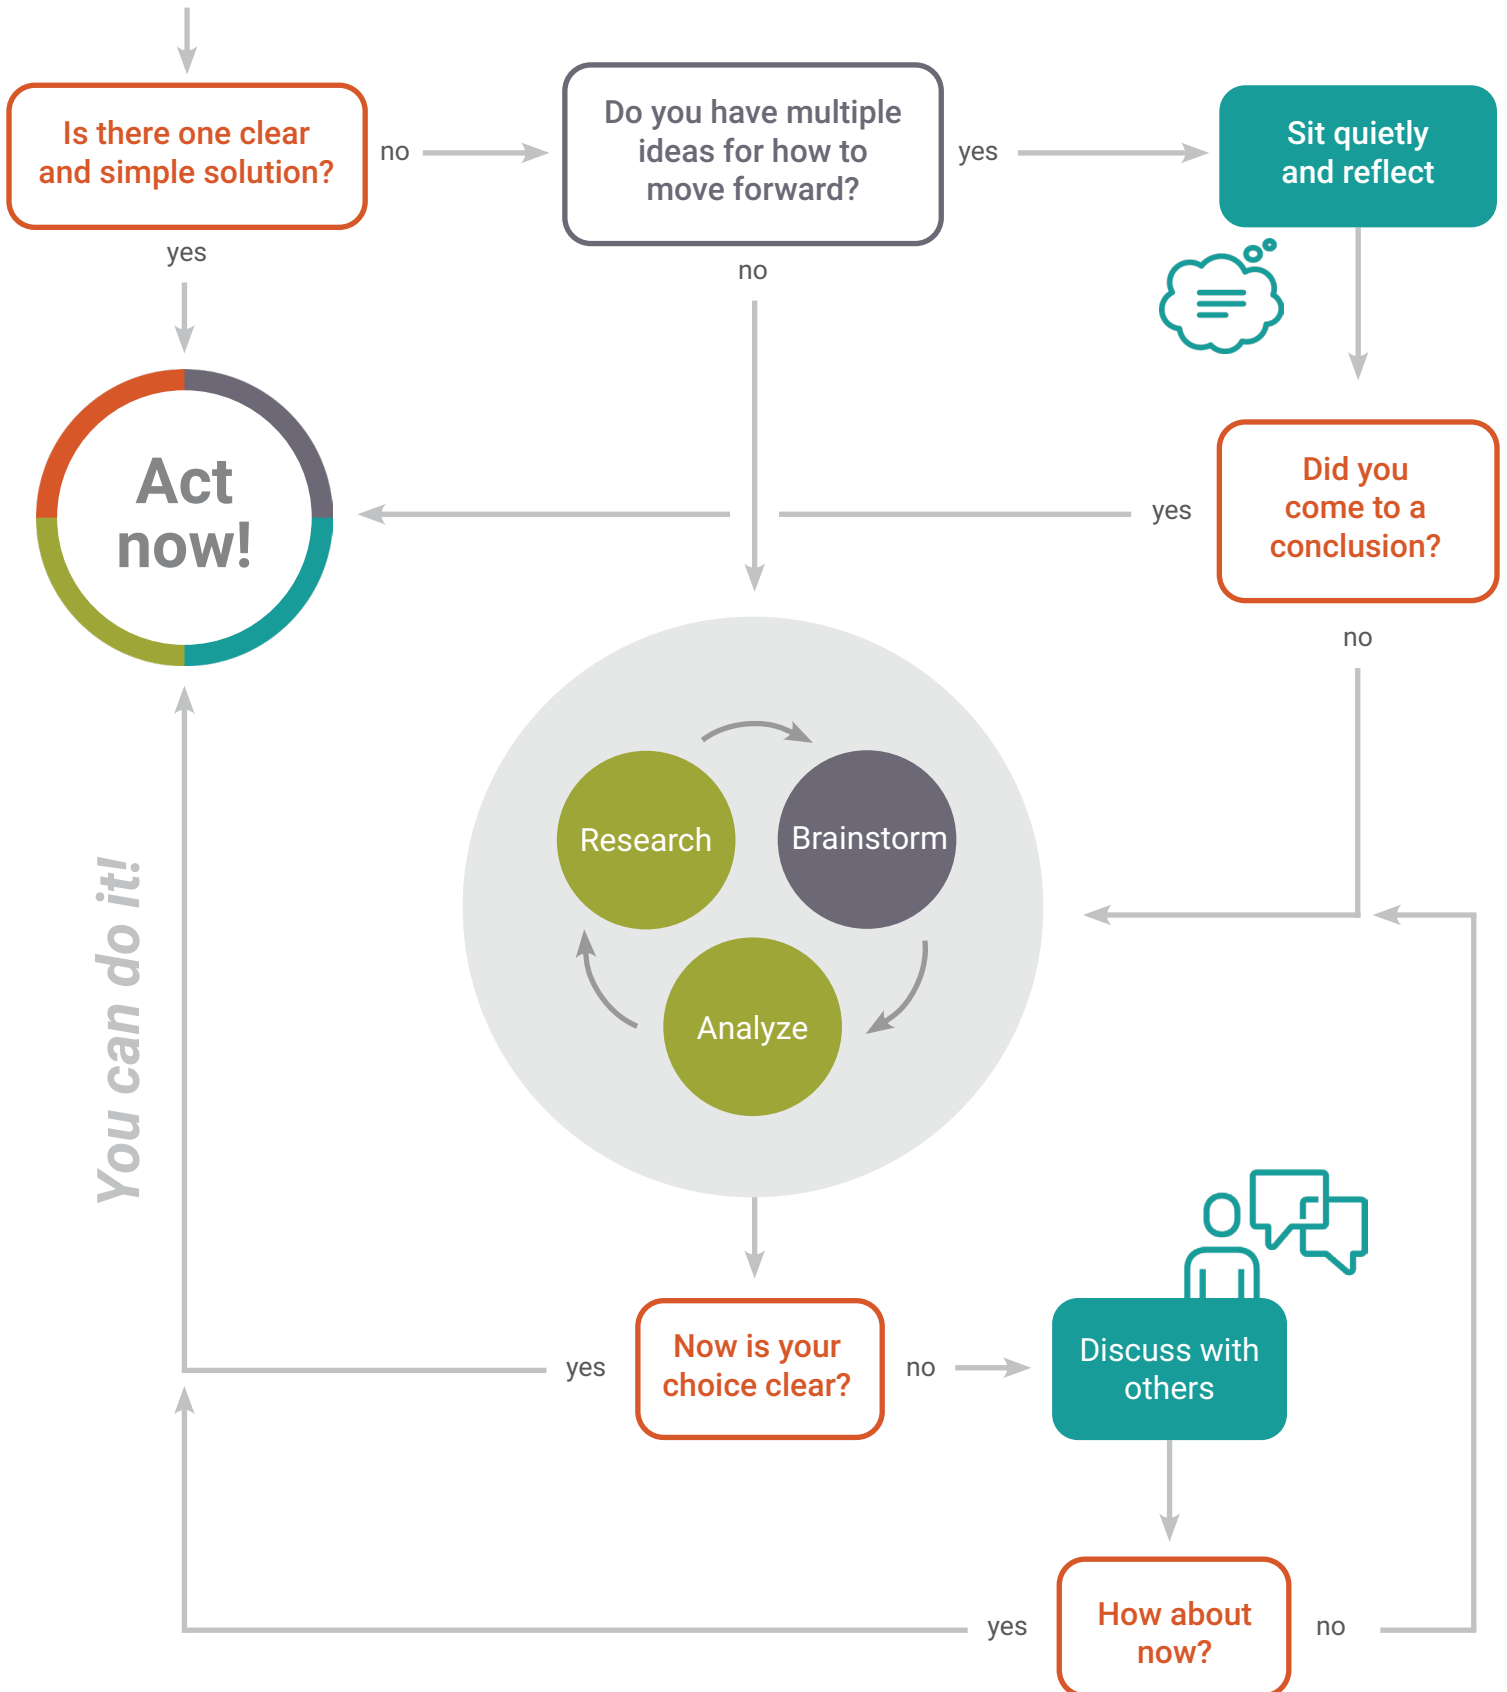 Is there one clear
and simple solution?
no
Do you have multiple
ideas for how to
move forward?
yes
Sit quietly
and reflect
yes
no
Act
now!
yes
Did you
come to a
conclusion?
no
Research
Brainstorm
Analyze
You can do it!
yes
Now is your
choice clear?
no
Discuss with
others
yes
How about
now?
no